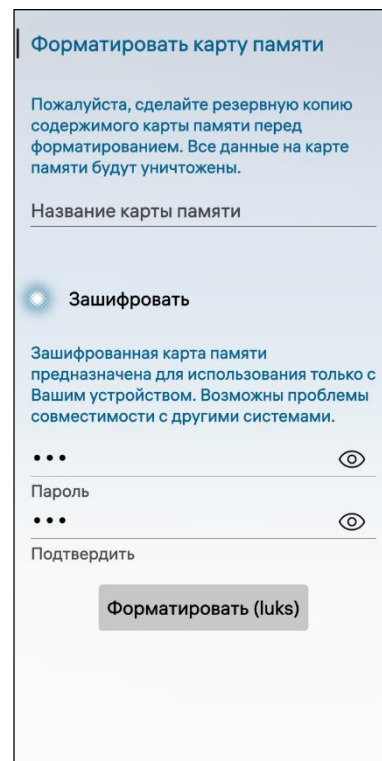 Форматировать карту памяти
Пожалуйста, сделайте резервную копию
содержимого карты памяти перед
форматированием. Все данные на карте
памяти будут уничтожены.
Название карты памяти
Зашифровать
Зашифрованная карта памяти
предназначена для использования только с
Вашим устройством. Возможны проблемы
совместимости с другими системами.
•••
Пароль
•••
Подтвердить
Форматировать (luks)